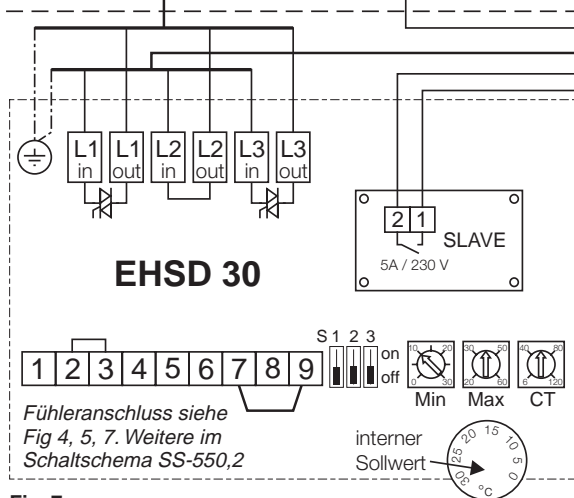 L1 L1 L2 L2 L3 L3
in out in out in out
2 1
SLAVE
5A / 230 V
EHSD 30
S 1 2 3
on
off
1 2 3 4 5 6 7 8 9
10 20
0 30
Min
30 50
20 60
Max
40 80
6 120
CT
Fühleranschluss siehe
Fig 4, 5, 7. Weitere im
Schaltschema SS-550,2
interner
Sollwert
30 25 20 15 10 5 0
°C